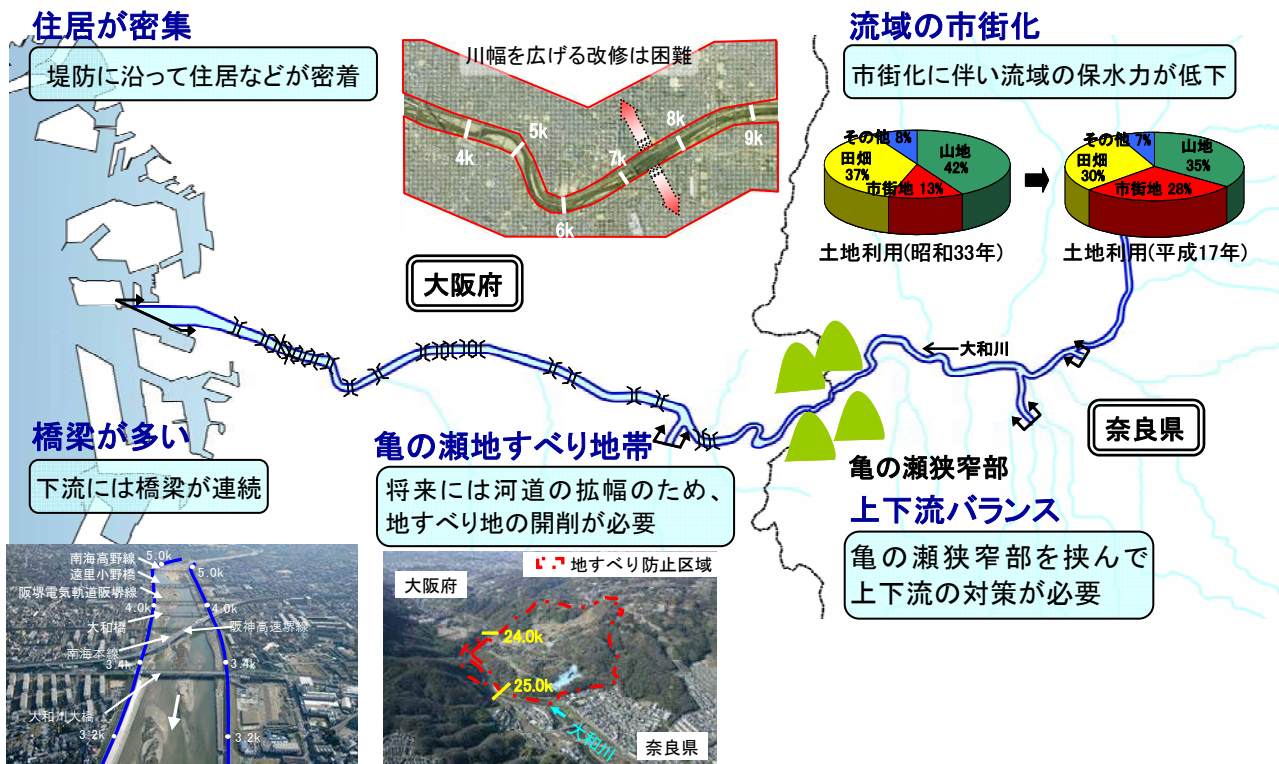 住居が密集
堤防に沿って住居などが密着
川幅を広げる改修は困難
4k
5k
6k
7k
8k
9k
流域の市街化
市街化に伴い流域の保水力が低下
その他 8%
山地
42%
田畑
37%
市街地 13%
土地利用(昭和33年)
その他 7%
山地
35%
田畑
30%
市街地 28%
土地利用(平成17年)
大阪府
大和川
奈良県
亀の瀬狭窄部
橋梁が多い
下流には橋梁が連続
亀の瀬地すべり地帯
将来には河道の拡幅のため、
地すべり地の開削が必要
上下流バランス
亀の瀬狭窄部を挟んで
上下流の対策が必要
南海高野線
5.0k
5.0k
遠里小野橋
阪堺電気軌道阪堺線
4.0k
4.0k
大和橋
阪神高速堺線
南海本線
3.4k
3.4k
大和川大橋
3.2k
3.2k
地すべり防止区域
大阪府
24.0k
25.0k
大和川
奈良県